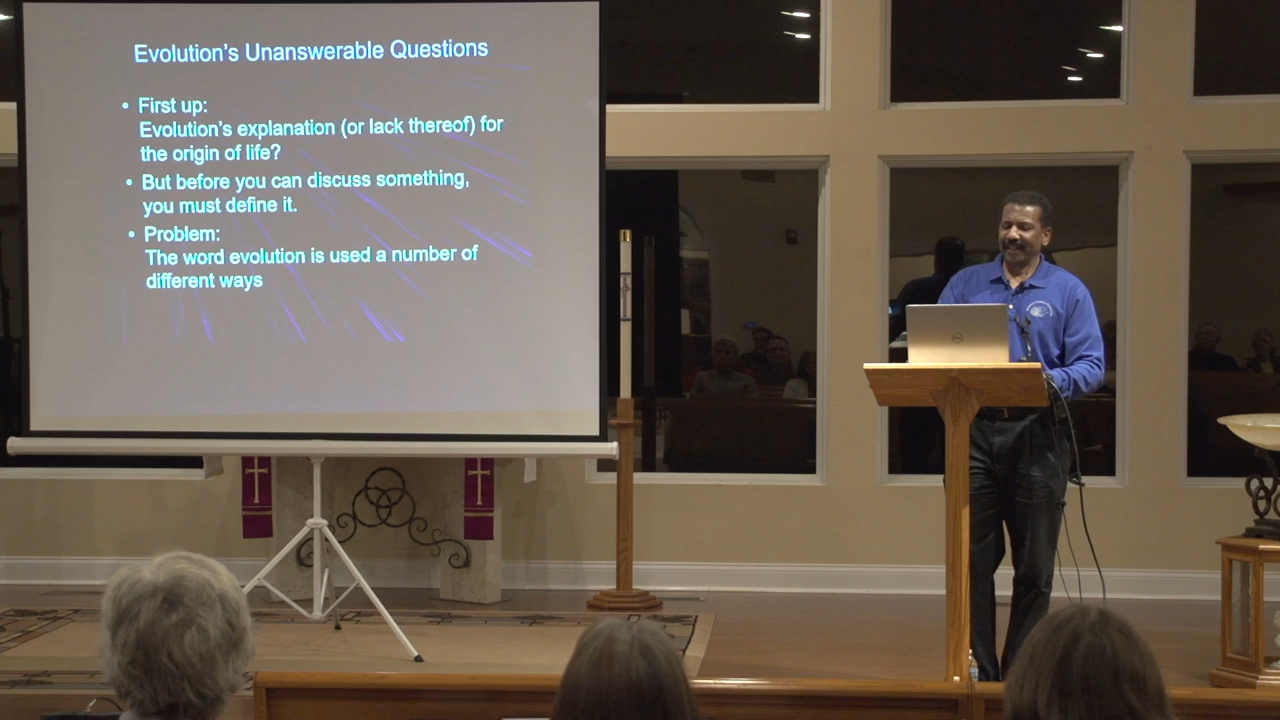 Evolution's Unanswerable Questions
• First up:
Evolution's explanation (or lack thereof) for
the origin of life?
• But before you can discuss something,
you must define it.
• Problem:
The word evolution is used a number of
different ways